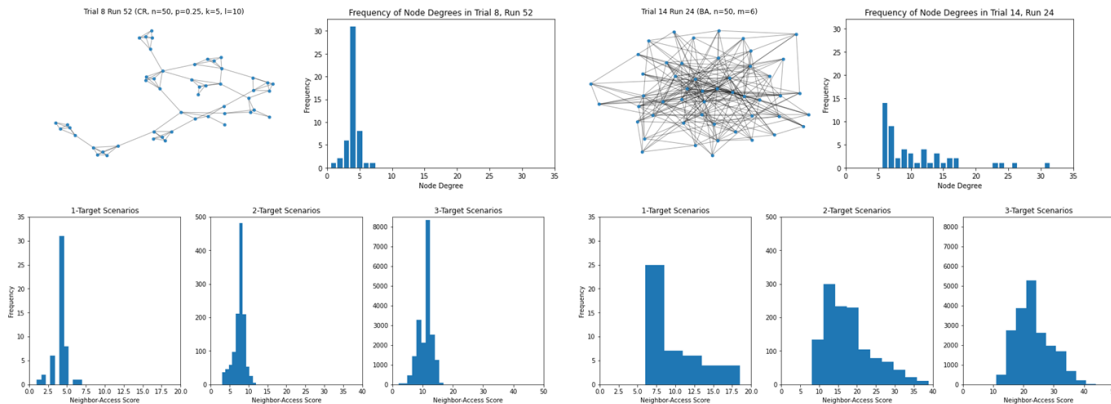 Trial 8 Run 52 (CR, n=50, p=0.25, k=5, l=10)
Frequency of Node Degrees in Trial 8, Run 52
Frequency
30
25
20
15
10
5
0
0 5 10 15 20 25 30 35
Node Degree
Trial 14 Run 24 (BA, n=50, m=6)
Frequency of Node Degrees in Trial 14, Run 24
Frequency
30
25
20
15
10
5
0
0 5 10 15 20 25 30 35
Node Degree
1-Target Scenarios
Frequency
35
30
25
20
15
10
5
0
0.0 2.5 5.0 7.5 10.0 12.5 15.0 17.5 20.0
Neighbor-Access Score
2-Target Scenarios
500
400
300
200
100
0
0 5 10 15 20 25 30 35 40
Neighbor-Access Score
3-Target Scenarios
8000
7000
6000
5000
4000
3000
2000
1000
0
0 10 20 30 40 50
Neighbor-Access Score
1-Target Scenarios
Frequency
35
30
25
20
15
10
5
0
0.0 2.5 5.0 7.5 10.0 12.5 15.0 17.5 20.0
Neighbor-Access Score
2-Target Scenarios
500
400
300
200
100
0
0 5 10 15 20 25 30 35 40
Neighbor-Access Score
3-Target Scenarios
8000
7000
6000
5000
4000
3000
2000
1000
0
0 10 20 30 40
Neighbor-Access Score